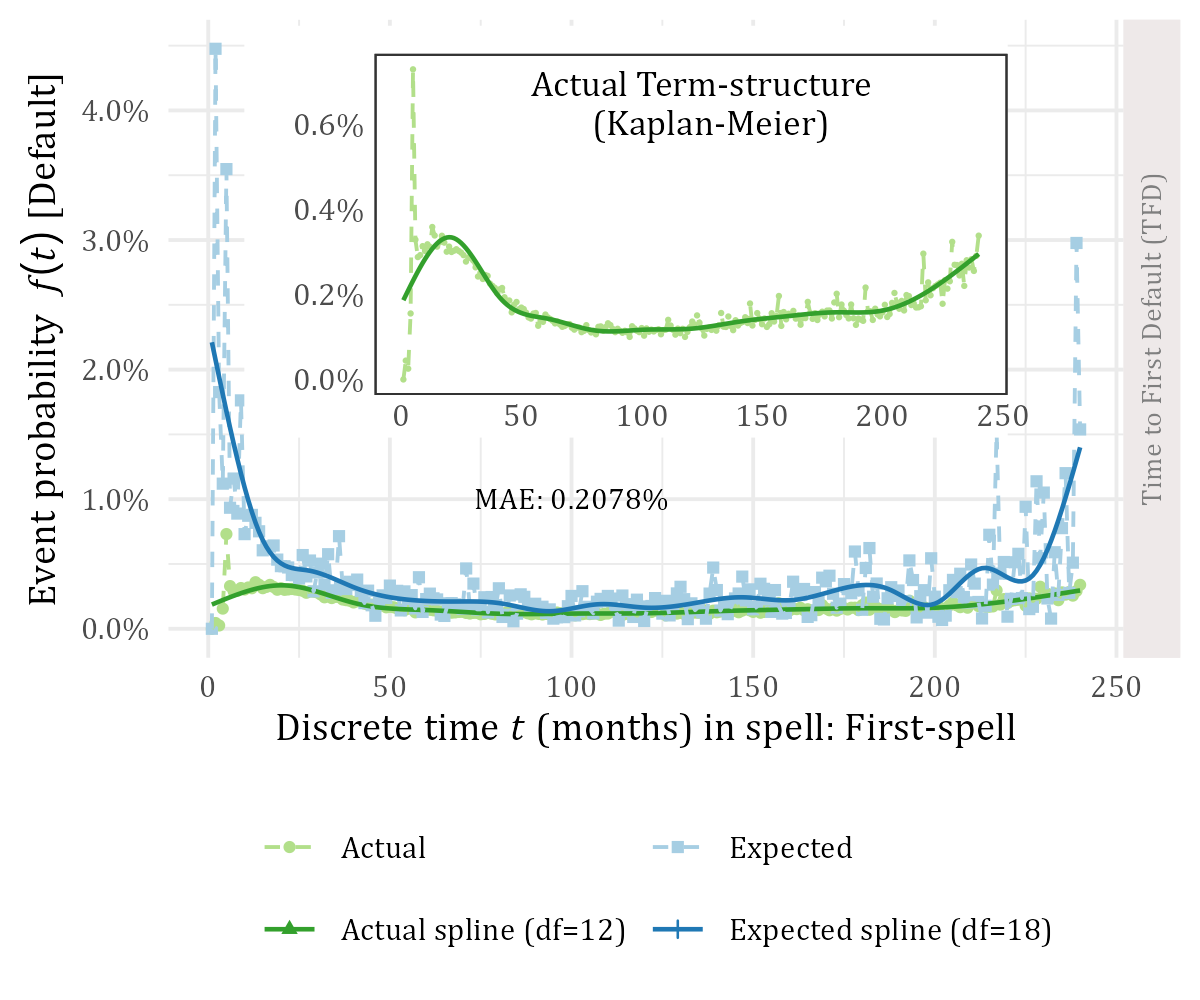 Actual Term-structure
(Kaplan-Meier)
0.6%
0.4%
0.2%
0.0%
0 50 100 150 200 250
Event probability f(t) [Default]
4.0%
3.0%
2.0%
1.0%
0.0%
MAE: 0.2078%
Time to First Default (TFD)
0 50 100 150 200 250
Discrete time t (months) in spell: First-spell
Actual Expected
Actual spline (df=12) Expected spline (df=18)